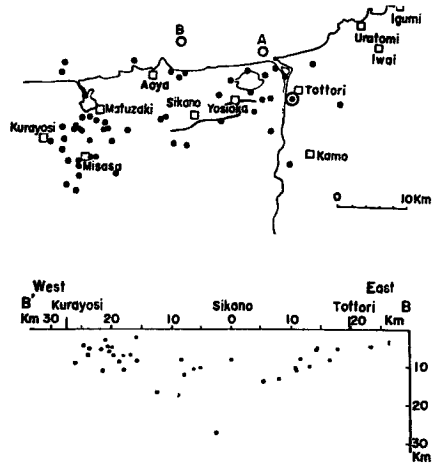 B
A
Igumi
Uratomi
Iwai
Aoya
Tottori
Matuzaki
Sikano
Yosioka
Kurayosi
Misasa
Kamo
0
10Km
West East
B' Kurayosi Sikano Tottori B
Km 30 20 10 0 10 20 Km
10
20
30
Km